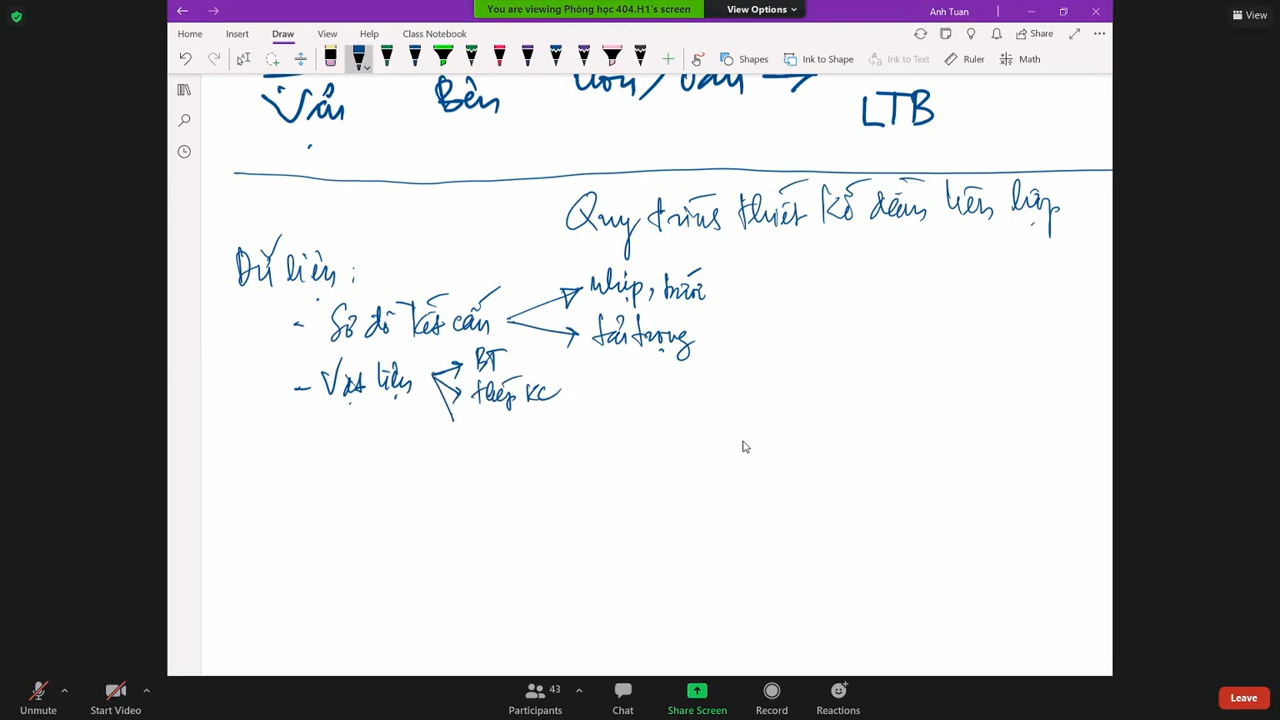 You are viewing Phòng học 404.H1's screen
View Options
Anh Tuan
View
Home Insert Draw View Help Class Notebook
Share
Shapes Ink to Shape Ink to Text Ruler Math
Ván Bền
LTB
Quy trình thiết kế dầm liên hợp
Dữ liệu:
- Sơ đồ kết cấu
nhịp, bước
tải trọng
- Vật liệu
BT
thép KC
43
Unmute Start Video Participants Chat Share Screen Record Reactions Leave